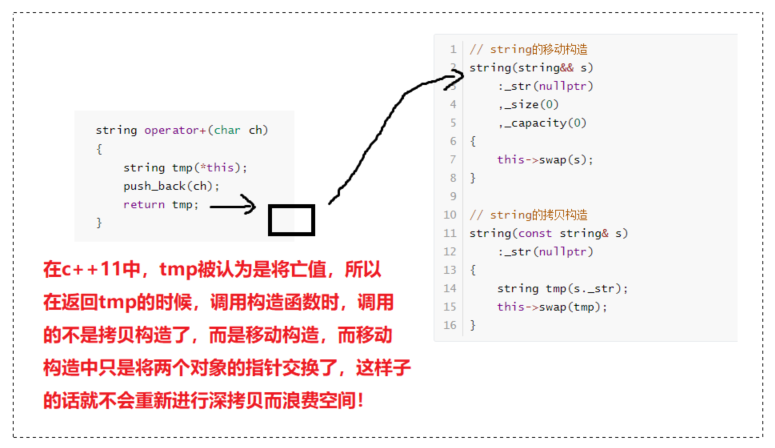 string operator+(char ch)
{
string tmp(*this);
push_back(ch);
return tmp;
}
在c++11中，tmp被认为是将亡值，所以
在返回tmp的时候，调用构造函数时，调用
的不是拷贝构造了，而是移动构造，而移动
构造中只是将两个对象的指针交换了，这样子
的话就不会重新进行深拷贝而浪费空间！
1 // string的移动构造
2 string(string&& s)
3 :_str(nullptr)
4 ,_size(0)
5 ,_capacity(0)
6 {
7 this->swap(s);
8 }
9
10 // string的拷贝构造
11 string(const string& s)
12 :_str(nullptr)
13 {
14 string tmp(s._str);
15 this->swap(tmp);
16 }